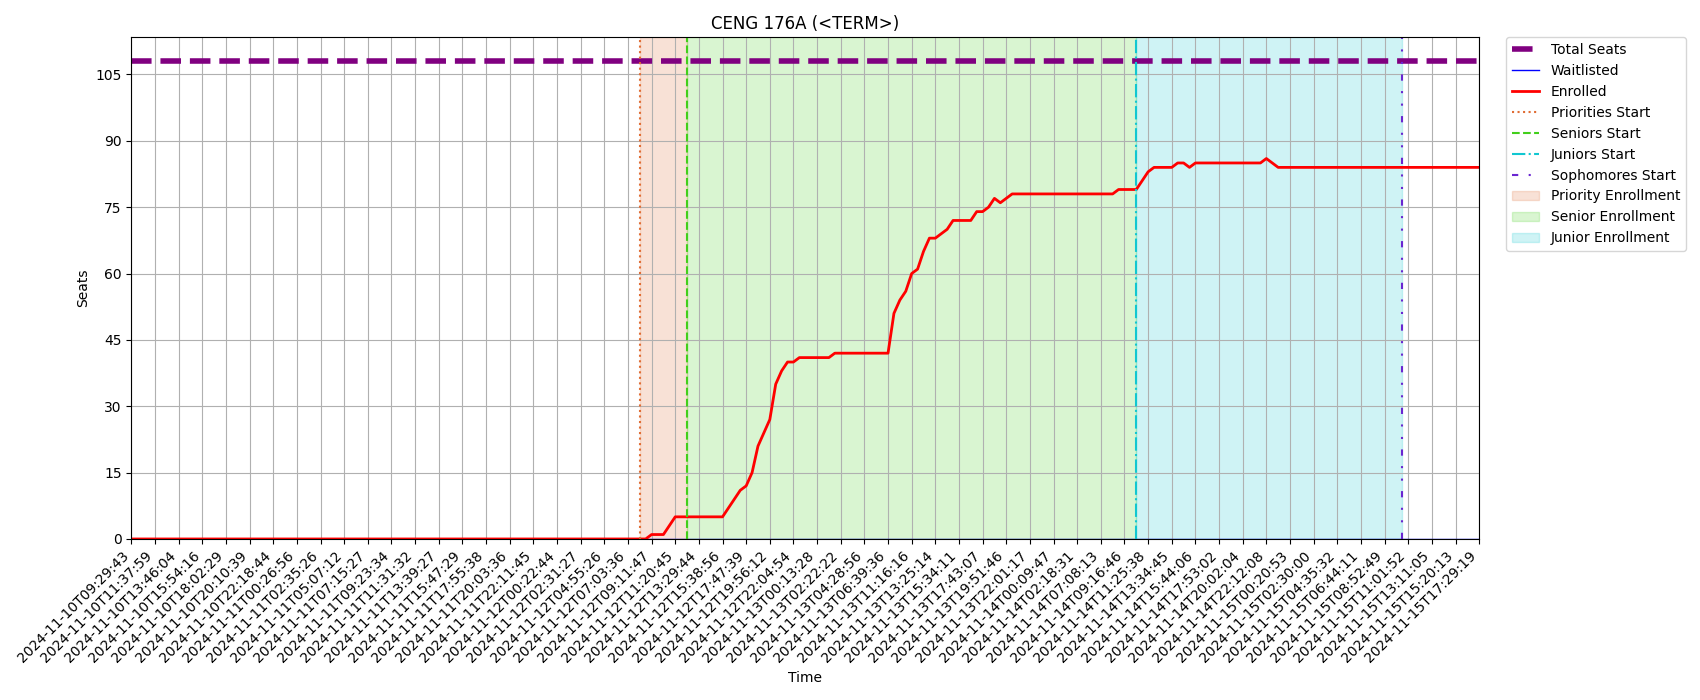 CENG 176A (<TERM>)
Total Seats
Waitlisted
Enrolled
Priorities Start
Seniors Start
Juniors Start
Sophomores Start
Priority Enrollment
Senior Enrollment
Junior Enrollment
Seats
105
90
75
60
45
30
15
0
2024-11-10T09:29:43
2024-11-10T11:37:59
2024-11-10T13:46:04
2024-11-10T15:54:16
2024-11-10T18:02:29
2024-11-10T20:10:39
2024-11-10T22:18:44
2024-11-11T00:26:56
2024-11-11T02:35:26
2024-11-11T05:07:12
2024-11-11T07:15:27
2024-11-11T09:23:34
2024-11-11T11:31:32
2024-11-11T13:39:27
2024-11-11T15:47:29
2024-11-11T17:55:38
2024-11-11T20:03:36
2024-11-11T22:11:45
2024-11-12T00:22:44
2024-11-12T02:31:27
2024-11-12T04:55:26
2024-11-12T07:03:36
2024-11-12T09:11:47
2024-11-12T11:20:45
2024-11-12T13:29:44
2024-11-12T15:38:56
2024-11-12T17:47:39
2024-11-12T19:56:12
2024-11-12T22:04:54
2024-11-13T00:13:28
2024-11-13T02:22:22
2024-11-13T04:28:56
2024-11-13T06:39:36
2024-11-13T11:16:16
2024-11-13T13:25:14
2024-11-13T15:34:11
2024-11-13T17:43:07
2024-11-13T19:51:46
2024-11-13T22:01:17
2024-11-14T00:09:47
2024-11-14T02:18:31
2024-11-14T07:08:13
2024-11-14T09:16:46
2024-11-14T11:25:38
2024-11-14T13:34:45
2024-11-14T15:44:06
2024-11-14T17:53:02
2024-11-14T20:02:04
2024-11-14T22:12:08
2024-11-15T00:20:53
2024-11-15T02:30:00
2024-11-15T04:35:32
2024-11-15T06:44:11
2024-11-15T08:52:49
2024-11-15T11:01:52
2024-11-15T13:11:05
2024-11-15T15:20:13
2024-11-15T17:29:19
Time